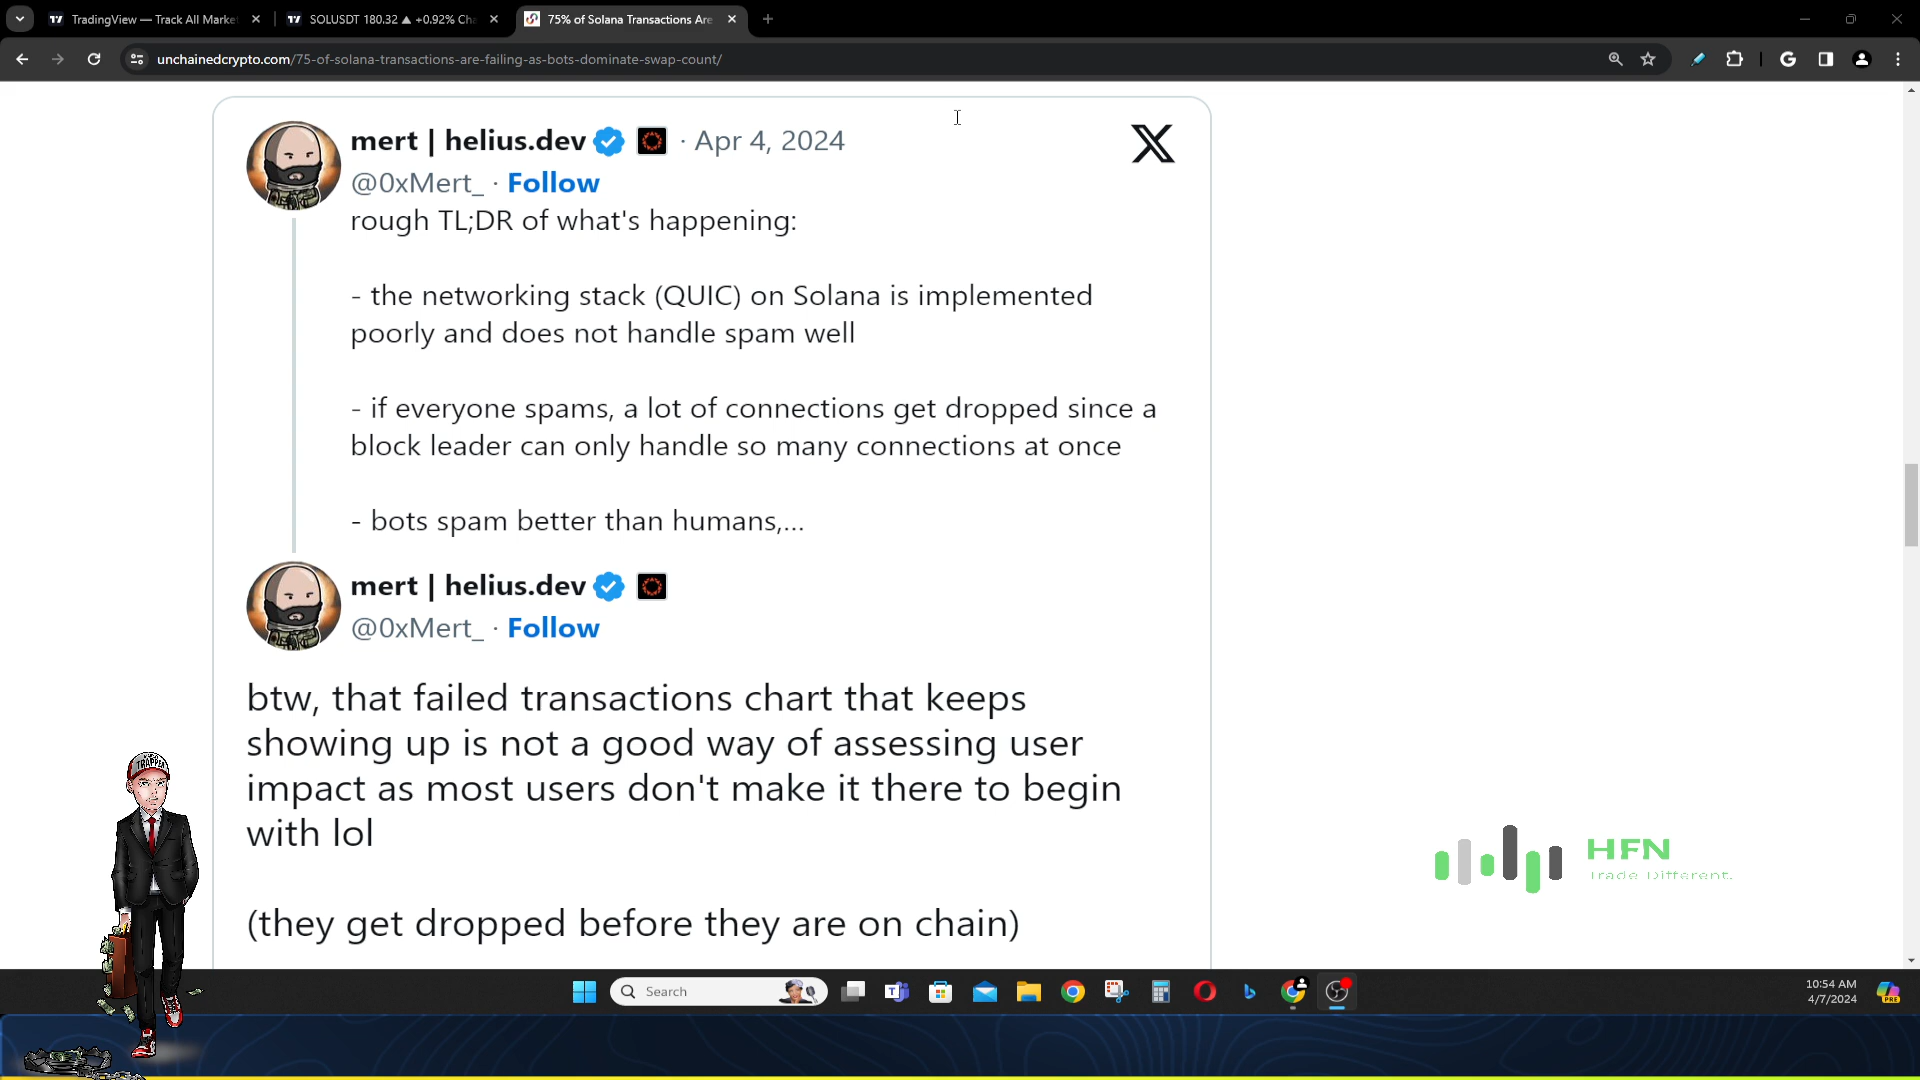 TradingView — Track All Marke
SOLUSDT 180.32 ▲ +0.92% Cha
75% of Solana Transactions Are
unchainedcrypto.com/75-of-solana-transactions-are-failing-as-bots-dominate-swap-count/
mert | helius.dev · Apr 4, 2024
@0xMert_ · Follow
rough TL;DR of what's happening:
- the networking stack (QUIC) on Solana is implemented
poorly and does not handle spam well
- if everyone spams, a lot of connections get dropped since a
block leader can only handle so many connections at once
- bots spam better than humans,...
mert | helius.dev
@0xMert_ · Follow
btw, that failed transactions chart that keeps
showing up is not a good way of assessing user
impact as most users don't make it there to begin
with lol
(they get dropped before they are on chain)
TRAPPER
HFN
Trade Different.
Search
10:54 AM
4/7/2024
PRE